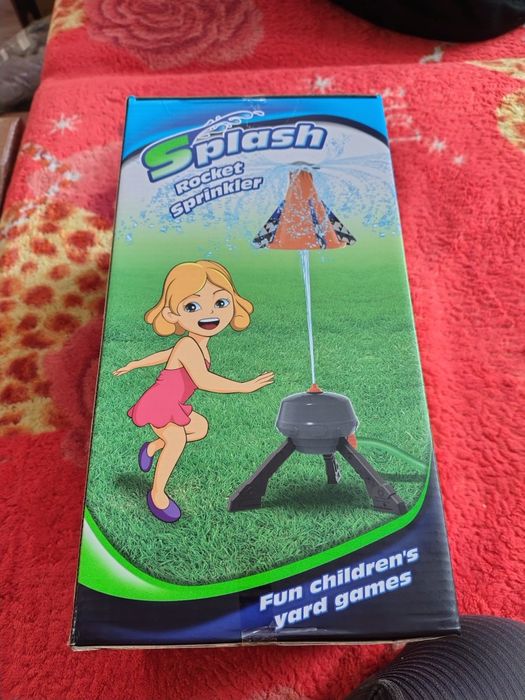 Splash
Rocket
Sprinkler
Fun children's
yard games